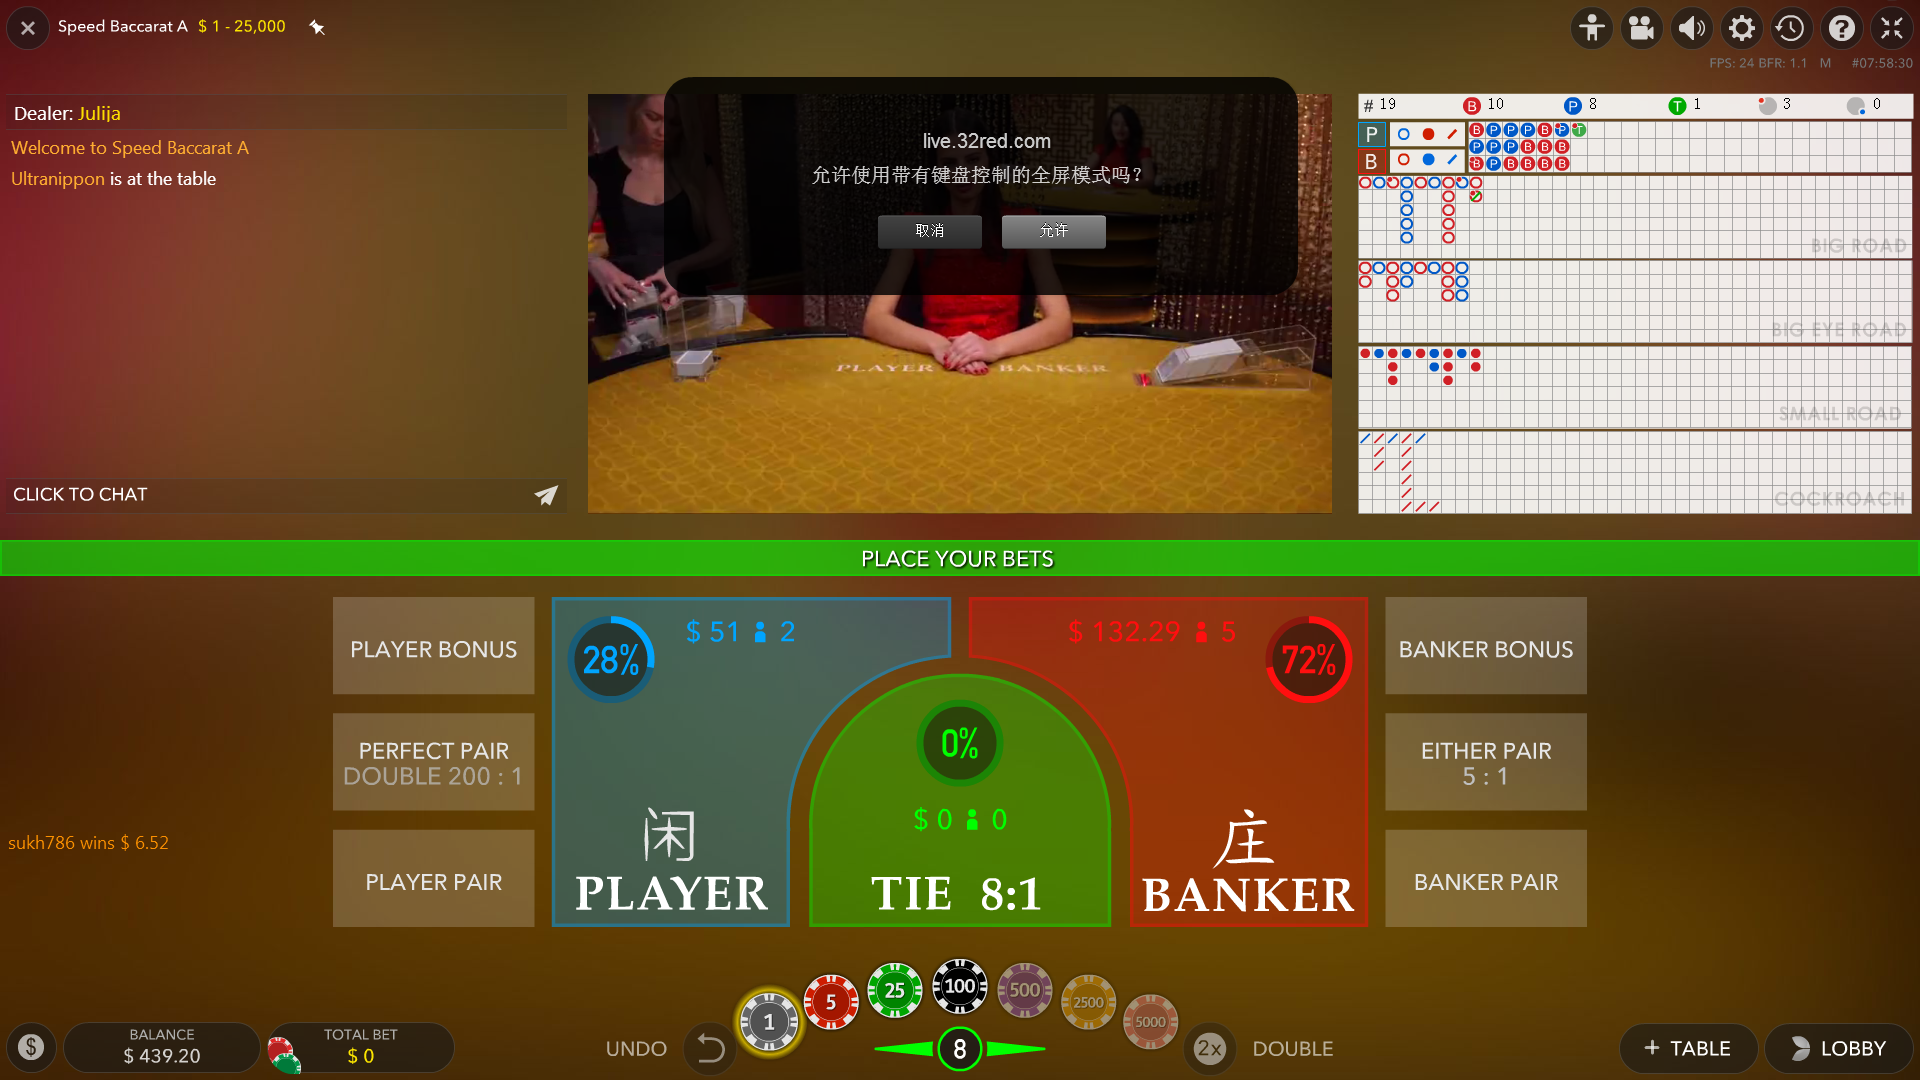 Speed Baccarat A $ 1 - 25,000
FPS: 24 BFR: 1.1 M #07:58:30
Dealer: Julija
Welcome to Speed Baccarat A
Ultranippon is at the table
CLICK TO CHAT
live.32red.com
允许使用带有键盘控制的全屏模式吗?
取消 允许
PLAYER BANKER
# 19 B 10 P 8 T 1 3 0
P B P P P B P T
B P P P B B B
B P B B B B
BIG ROAD
BIG EYE ROAD
SMALL ROAD
COCKROACH
PLACE YOUR BETS
PLAYER BONUS
PERFECT PAIR
DOUBLE 200 : 1
PLAYER PAIR
28% $ 51 2
闲
PLAYER
0%
$ 0 0
TIE 8:1
$ 132.29 5 72%
庄
BANKER
BANKER BONUS
EITHER PAIR
5 : 1
BANKER PAIR
sukh786 wins $ 6.52
$ BALANCE
$ 439.20
TOTAL BET
$ 0
UNDO
1 5 25 100 500 2500 5000
8
2x DOUBLE
+ TABLE
LOBBY